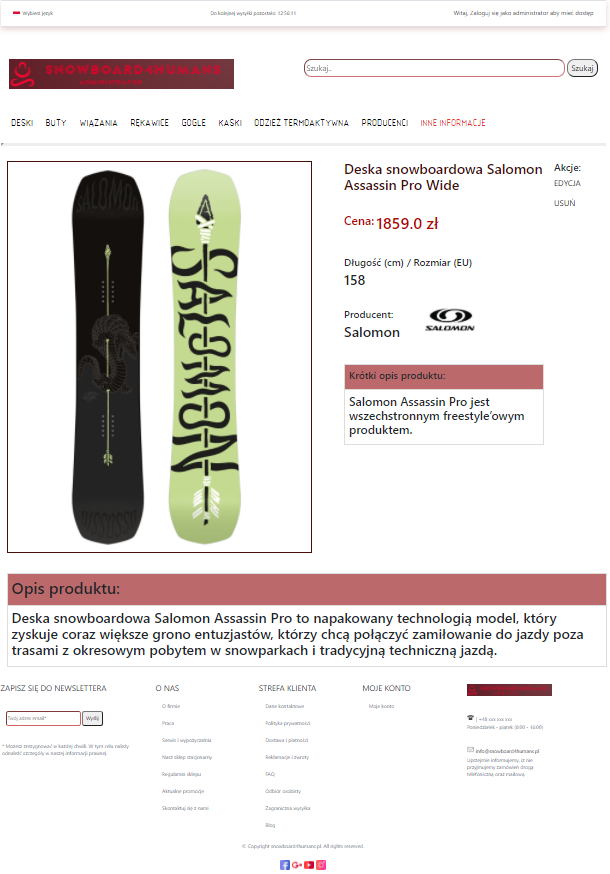 Wybierz język
Do kolejnej wysyłki pozostało: 12:56:11
Witaj, Zaloguj się jako administrator aby mieć dostęp
SNOWBOARD4HUMANS
Szukaj..
Szukaj
DESKI BUTY WIĄZANIA RĘKAWICE GOGLE KASKI ODZIEŻ TERMOAKTYWNA PRODUCENCI INNE INFORMACJE
SALOMON
ASSASSIN
SALOMON
Deska snowboardowa Salomon
Assassin Pro Wide
Akcje:
EDYCJA
USUŃ
Cena: 1859.0 zł
Długość (cm) / Rozmiar (EU)
158
Producent:
Salomon
SALOMON
Krótki opis produktu:
Salomon Assassin Pro jest
wszechstronnym freestyle’owym
produktem.
Opis produktu:
Deska snowboardowa Salomon Assassin Pro to napakowany technologią model, który
zyskuje coraz większe grono entuzjastów, którzy chcą połączyć zamiłowanie do jazdy poza
trasami z okresowym pobytem w snowparkach i tradycyjną techniczną jazdą.
ZAPISZ SIĘ DO NEWSLETTERA
Twój adres email*
Wyślij
* Możesz zrezygnować w każdej chwili. W tym celu należy
odnaleźć szczegóły w naszej informacji prawnej.
O NAS
O firmie
Praca
Serwis i wypożyczalnia
Nasz sklep stacjonarny
Regulamin sklepu
Aktualne promocje
Skontaktuj się z nami
STREFA KLIENTA
Dane kontaktowe
Polityka prywatności
Dostawa i płatności
Reklamacje i zwroty
FAQ
Odbiór osobisty
Zagraniczna wysyłka
Blog
MOJE KONTO
Moje konto
| +48 xxx xxx xxx
Poniedziałek - piątek (8:00 - 16:00)
info@snowboard4humans.pl
Uprzejmie informujemy, iż nie
przyjmujemy zamówień drogą
telefoniczną oraz mailową.
© Copyright snowboard4humans.pl. All rights reserved.